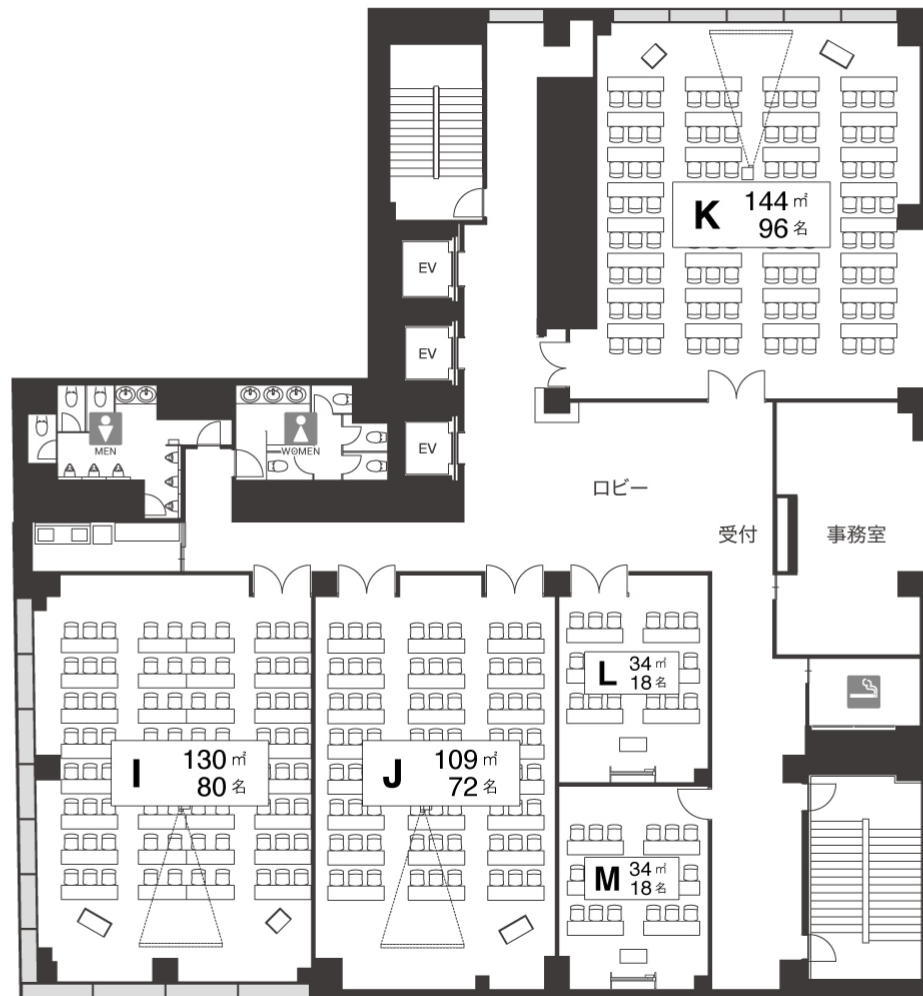 K 144㎡
96名
EV
EV
EV
MEN
WOMEN
ロビー
受付
事務室
L 34㎡
18名
I 130㎡
80名
J 109㎡
72名
M 34㎡
18名